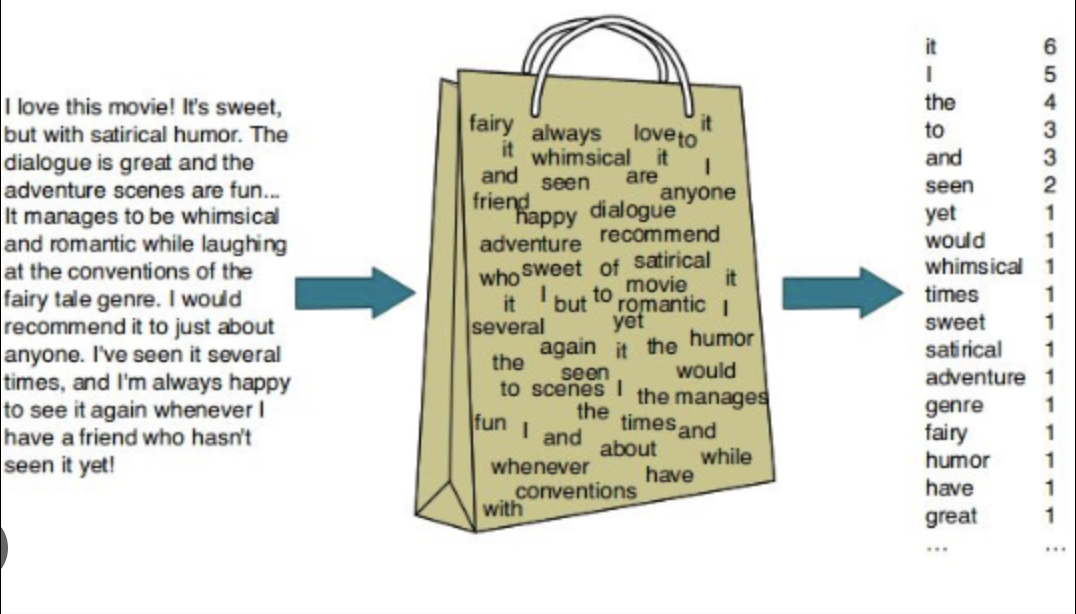 I love this movie! It's sweet,
but with satirical humor. The
dialogue is great and the
adventure scenes are fun...
It manages to be whimsical
and romantic while laughing
at the conventions of the
fairy tale genre. I would
recommend it to just about
anyone. I've seen it several
times, and I'm always happy
to see it again whenever I
have a friend who hasn't
seen it yet!
fairy always love to it
it whimsical it I
and seen are anyone
friend happy dialogue
adventure recommend
who sweet of satirical
it I but to movie it
romantic I
several yet
again it the humor
the seen would
to scenes I the manages
fun I and the times and
about while
whenever have
conventions
with
it 6
I 5
the 4
to 3
and 3
seen 2
yet 1
would 1
whimsical 1
times 1
sweet 1
satirical 1
adventure 1
genre 1
fairy 1
humor 1
have 1
great 1
... ...